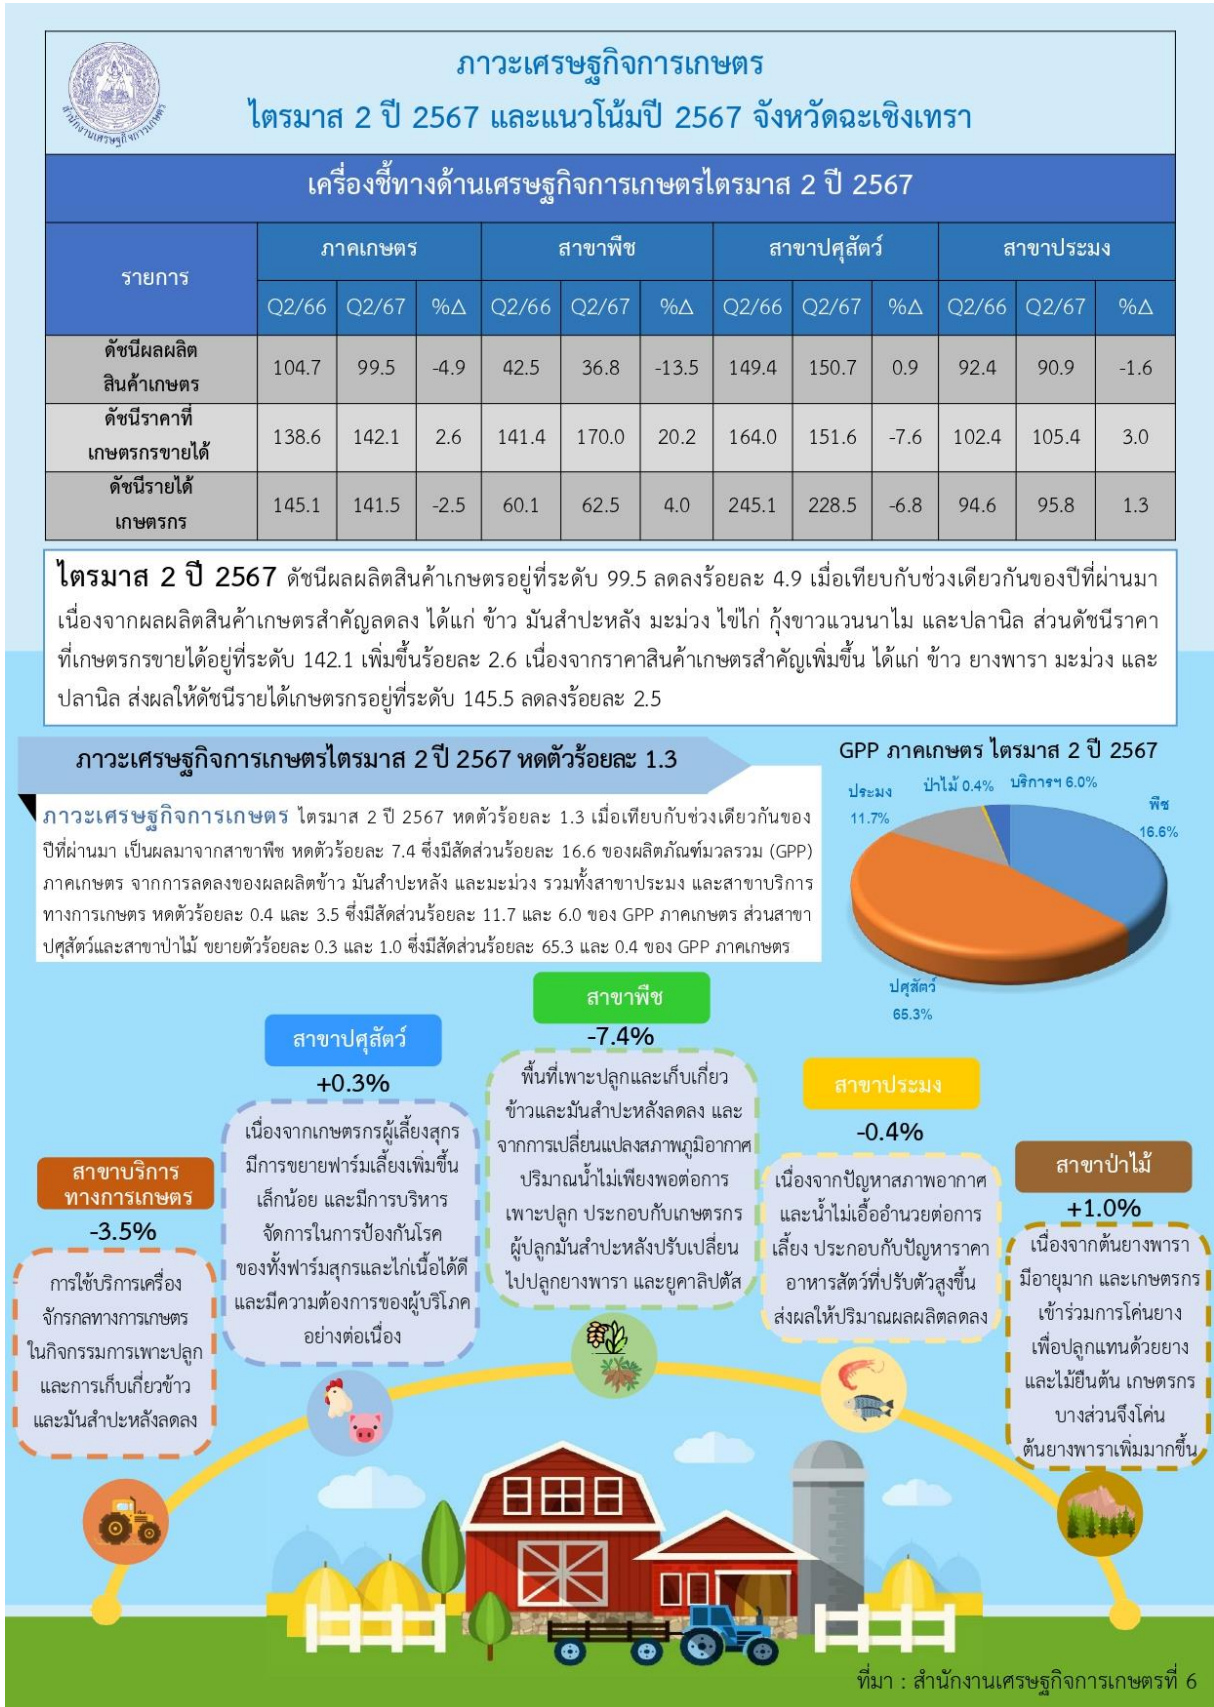 สำนักงานเศรษฐกิจการเกษตร
ภาวะเศรษฐกิจการเกษตร
ไตรมาส 2 ปี 2567 และแนวโน้มปี 2567 จังหวัดฉะเชิงเทรา
เครื่องชี้ทางด้านเศรษฐกิจการเกษตรไตรมาส 2 ปี 2567
รายการ ภาคเกษตร สาขาพืช สาขาปศุสัตว์ สาขาประมง
Q2/66 Q2/67 %Δ Q2/66 Q2/67 %Δ Q2/66 Q2/67 %Δ Q2/66 Q2/67 %Δ
ดัชนีผลผลิต
สินค้าเกษตร 104.7 99.5 -4.9 42.5 36.8 -13.5 149.4 150.7 0.9 92.4 90.9 -1.6
ดัชนีราคาที่
เกษตรกรขายได้ 138.6 142.1 2.6 141.4 170.0 20.2 164.0 151.6 -7.6 102.4 105.4 3.0
ดัชนีรายได้
เกษตรกร 145.1 141.5 -2.5 60.1 62.5 4.0 245.1 228.5 -6.8 94.6 95.8 1.3
ไตรมาส 2 ปี 2567 ดัชนีผลผลิตสินค้าเกษตรอยู่ที่ระดับ 99.5 ลดลงร้อยละ 4.9 เมื่อเทียบกับช่วงเดียวกันของปีที่ผ่านมา
เนื่องจากผลผลิตสินค้าเกษตรสำคัญลดลง ได้แก่ ข้าว มันสำปะหลัง มะม่วง ไข่ไก่ กุ้งขาวแวนนาไม และปลานิล ส่วนดัชนีราคา
ที่เกษตรกรขายได้อยู่ที่ระดับ 142.1 เพิ่มขึ้นร้อยละ 2.6 เนื่องจากราคาสินค้าเกษตรสำคัญเพิ่มขึ้น ได้แก่ ข้าว ยางพารา มะม่วง และ
ปลานิล ส่งผลให้ดัชนีรายได้เกษตรกรอยู่ที่ระดับ 145.5 ลดลงร้อยละ 2.5
ภาวะเศรษฐกิจการเกษตรไตรมาส 2 ปี 2567 หดตัวร้อยละ 1.3
ภาวะเศรษฐกิจการเกษตร ไตรมาส 2 ปี 2567 หดตัวร้อยละ 1.3 เมื่อเทียบกับช่วงเดียวกันของ
ปีที่ผ่านมา เป็นผลมาจากสาขาพืช หดตัวร้อยละ 7.4 ซึ่งมีสัดส่วนร้อยละ 16.6 ของผลิตภัณฑ์มวลรวม (GPP)
ภาคเกษตร จากการลดลงของผลผลิตข้าว มันสำปะหลัง และมะม่วง รวมทั้งสาขาประมง และสาขาบริการ
ทางการเกษตร หดตัวร้อยละ 0.4 และ 3.5 ซึ่งมีสัดส่วนร้อยละ 11.7 และ 6.0 ของ GPP ภาคเกษตร ส่วนสาขา
ปศุสัตว์และสาขาป่าไม้ ขยายตัวร้อยละ 0.3 และ 1.0 ซึ่งมีสัดส่วนร้อยละ 65.3 และ 0.4 ของ GPP ภาคเกษตร
GPP ภาคเกษตร ไตรมาส 2 ปี 2567
ประมง
11.7%
ป่าไม้ 0.4%
บริการฯ 6.0%
พืช
16.6%
ปศุสัตว์
65.3%
สาขาบริการ
ทางการเกษตร
-3.5%
การใช้บริการเครื่อง
จักรกลทางการเกษตร
ในกิจกรรมการเพาะปลูก
และการเก็บเกี่ยวข้าว
และมันสำปะหลังลดลง
สาขาปศุสัตว์
+0.3%
เนื่องจากเกษตรกรผู้เลี้ยงสุกร
มีการขยายฟาร์มเลี้ยงเพิ่มขึ้น
เล็กน้อย และมีการบริหาร
จัดการในการป้องกันโรค
ของทั้งฟาร์มสุกรและไก่เนื้อได้ดี
และมีความต้องการของผู้บริโภค
อย่างต่อเนื่อง
สาขาพืช
-7.4%
พื้นที่เพาะปลูกและเก็บเกี่ยว
ข้าวและมันสำปะหลังลดลง และ
จากการเปลี่ยนแปลงสภาพภูมิอากาศ
ปริมาณน้ำไม่เพียงพอต่อการ
เพาะปลูก ประกอบกับเกษตรกร
ผู้ปลูกมันสำปะหลังปรับเปลี่ยน
ไปปลูกยางพารา และยูคาลิปตัส
สาขาประมง
-0.4%
เนื่องจากปัญหาสภาพอากาศ
และน้ำไม่เอื้ออำนวยต่อการ
เลี้ยง ประกอบกับปัญหาราคา
อาหารสัตว์ที่ปรับตัวสูงขึ้น
ส่งผลให้ปริมาณผลผลิตลดลง
สาขาป่าไม้
+1.0%
เนื่องจากต้นยางพารา
มีอายุมาก และเกษตรกร
เข้าร่วมการโค่นยาง
เพื่อปลูกแทนด้วยยาง
และไม้ยืนต้น เกษตรกร
บางส่วนจึงโค่น
ต้นยางพาราเพิ่มมากขึ้น
ที่มา : สำนักงานเศรษฐกิจการเกษตรที่ 6